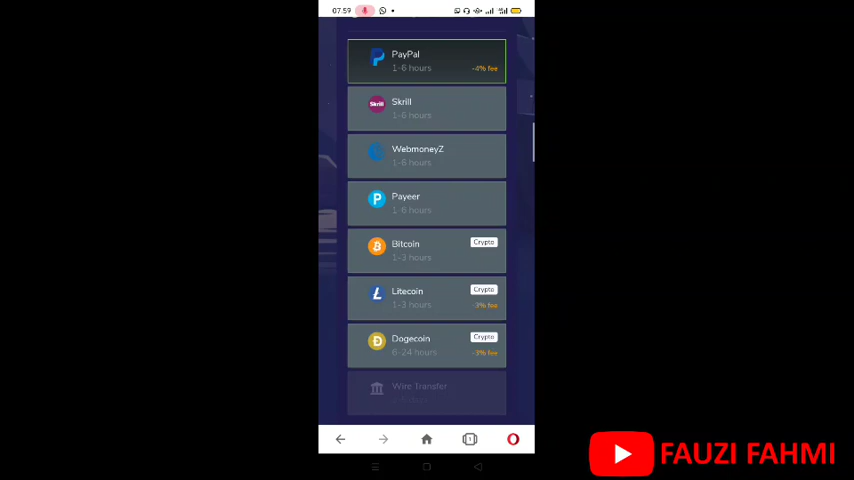 07.59
PayPal
1-6 hours
-4% fee
Skrill
Skrill
1-6 hours
WebmoneyZ
1-6 hours
Payeer
1-6 hours
Bitcoin
Crypto
1-3 hours
Litecoin
Crypto
1-3 hours
-3% fee
Dogecoin
Crypto
6-24 hours
-3% fee
Wire Transfer
FAUZI FAHMI